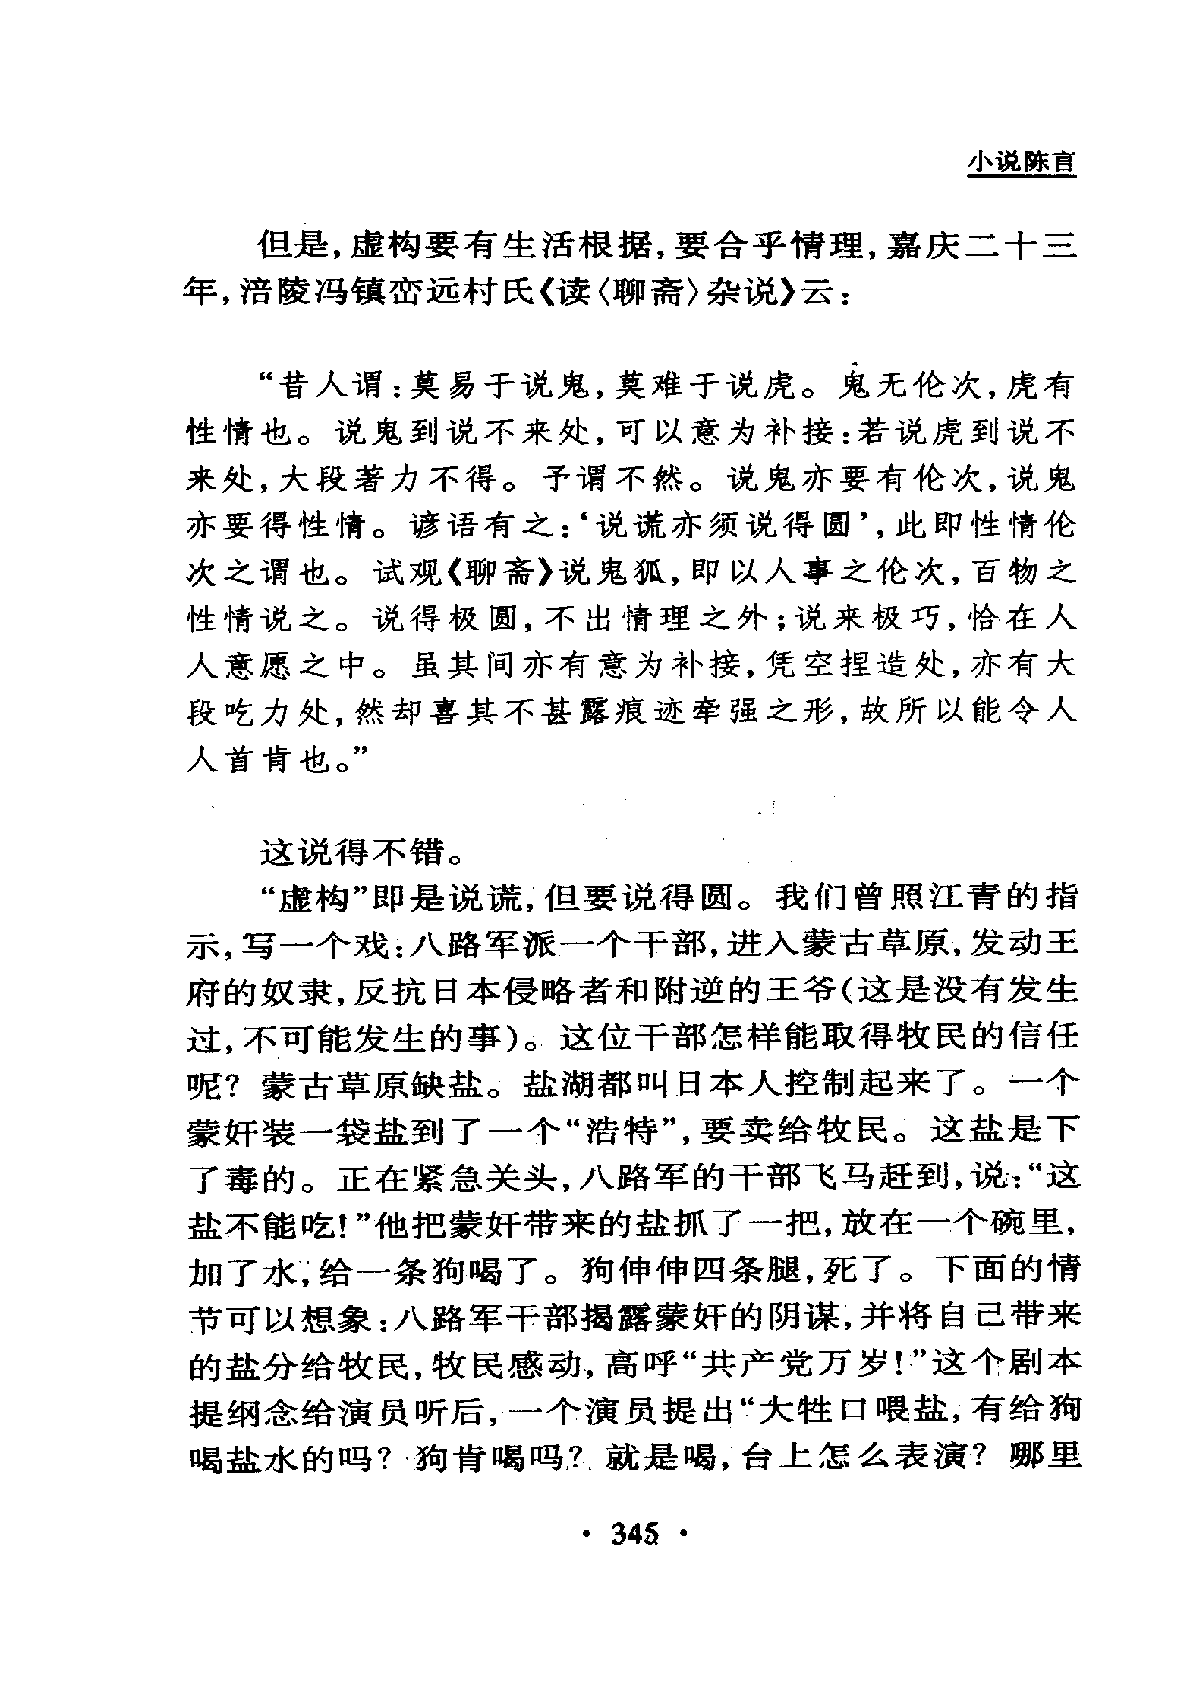 小说陈言
但是,虚构要有生活根据,要合乎情理,嘉庆二十三
年,涪陵冯镇峦远村氏《读〈聊斋〉杂说》云:
“昔人谓:莫易于说鬼,莫难于说虎。鬼无伦次,虎有
性情也。说鬼到说不来处,可以意为补接:若说虎到说不
来处,大段著力不得。予谓不然。说鬼亦要有伦次,说鬼
亦要得性情。谚语有之:‘说谎亦须说得圆’,此即性情伦
次之谓也。试观《聊斋》说鬼狐,即以人事之伦次,百物之
性情说之。说得极圆,不出情理之外;说来极巧,恰在人
人意愿之中。虽其间亦有意为补接,凭空捏造处,亦有大
段吃力处,然却喜其不甚露痕迹牵强之形,故所以能令人
人首肯也。”
这说得不错。
“虚构”即是说谎,但要说得圆。我们曾照江青的指
示,写一个戏:八路军派一个干部,进入蒙古草原,发动王
府的奴隶,反抗日本侵略者和附逆的王爷(这是没有发生
过,不可能发生的事)。这位干部怎样能取得牧民的信任
呢?蒙古草原缺盐。盐湖都叫日本人控制起来了。一个
蒙奸装一袋盐到了一个“浩特”,要卖给牧民。这盐是下
了毒的。正在紧急关头,八路军的干部飞马赶到,说:“这
盐不能吃!”他把蒙奸带来的盐抓了一把,放在一个碗里,
加了水,给一条狗喝了。狗伸伸四条腿,死了。下面的情
节可以想象:八路军干部揭露蒙奸的阴谋,并将自己带来
的盐分给牧民,牧民感动,高呼“共产党万岁!”这个剧本
提纲念给演员听后,一个演员提出“大牲口喂盐,有给狗
喝盐水的吗?狗肯喝吗?就是喝,台上怎么表演?哪里
· 345 ·